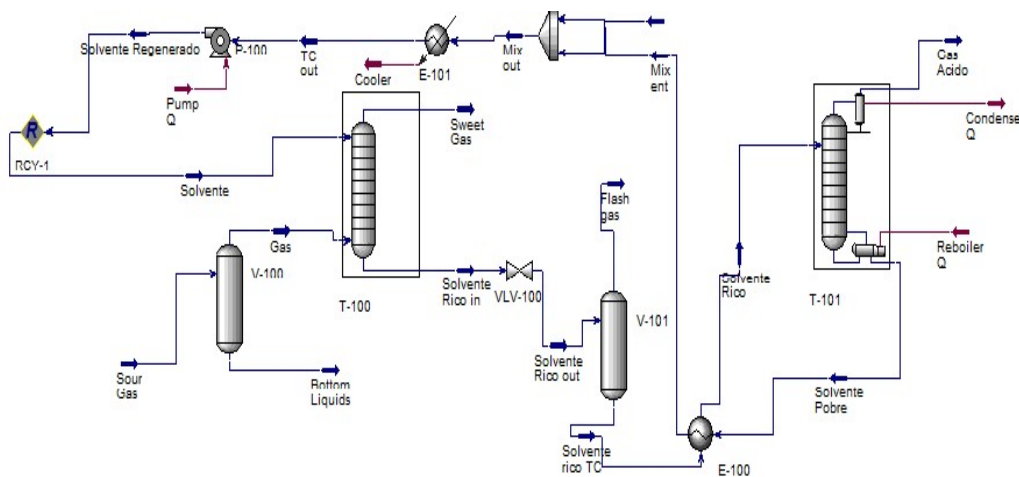 Solvente Regenerado
P-100
TC
out
Mix
out
Cooler
E-101
Mix
ent
Gas
Acido
Pump
Q
Condense
Q
Sweet
Gas
R
RCY-1
Solvente
Flash
gas
Gas
Reboiler
Q
V-100
Solvente
Rico in
VLV-100
Solvente
Rico
T-100
V-101
T-101
Sour
Gas
Bottom
Liquids
Solvente
Rico out
Solvente
Pobre
Solvente
rico TC
E-100